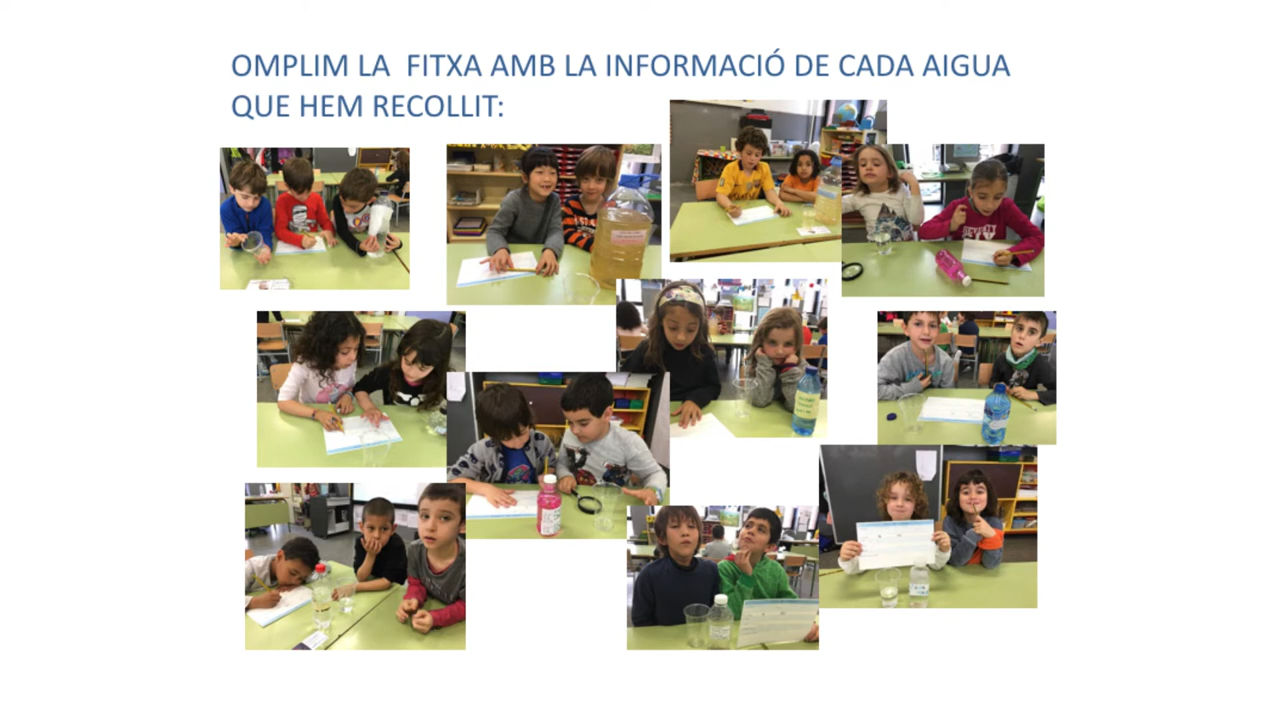 OMPLIM LA  FITXA AMB LA INFORMACIÓ DE CADA AIGUA
QUE HEM RECOLLIT: